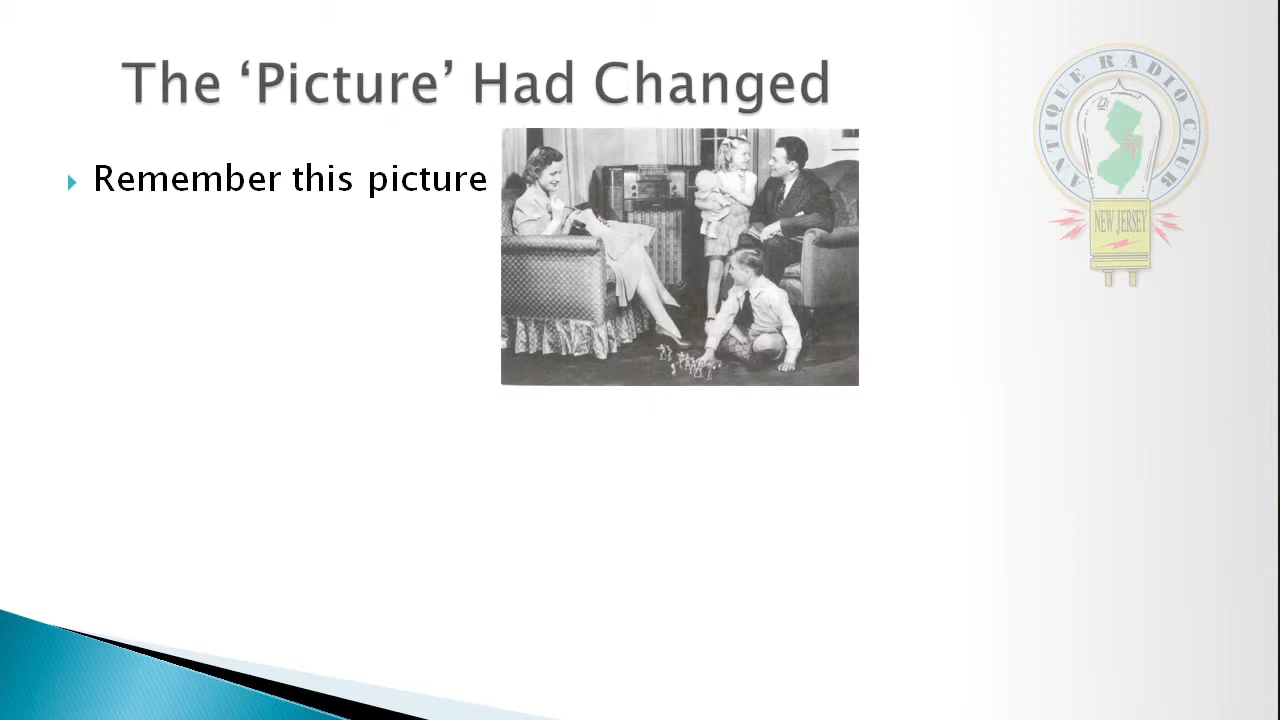 The ‘Picture’ Had Changed
Remember this picture
ANTIQUE RADIO CLUB
NEW JERSEY